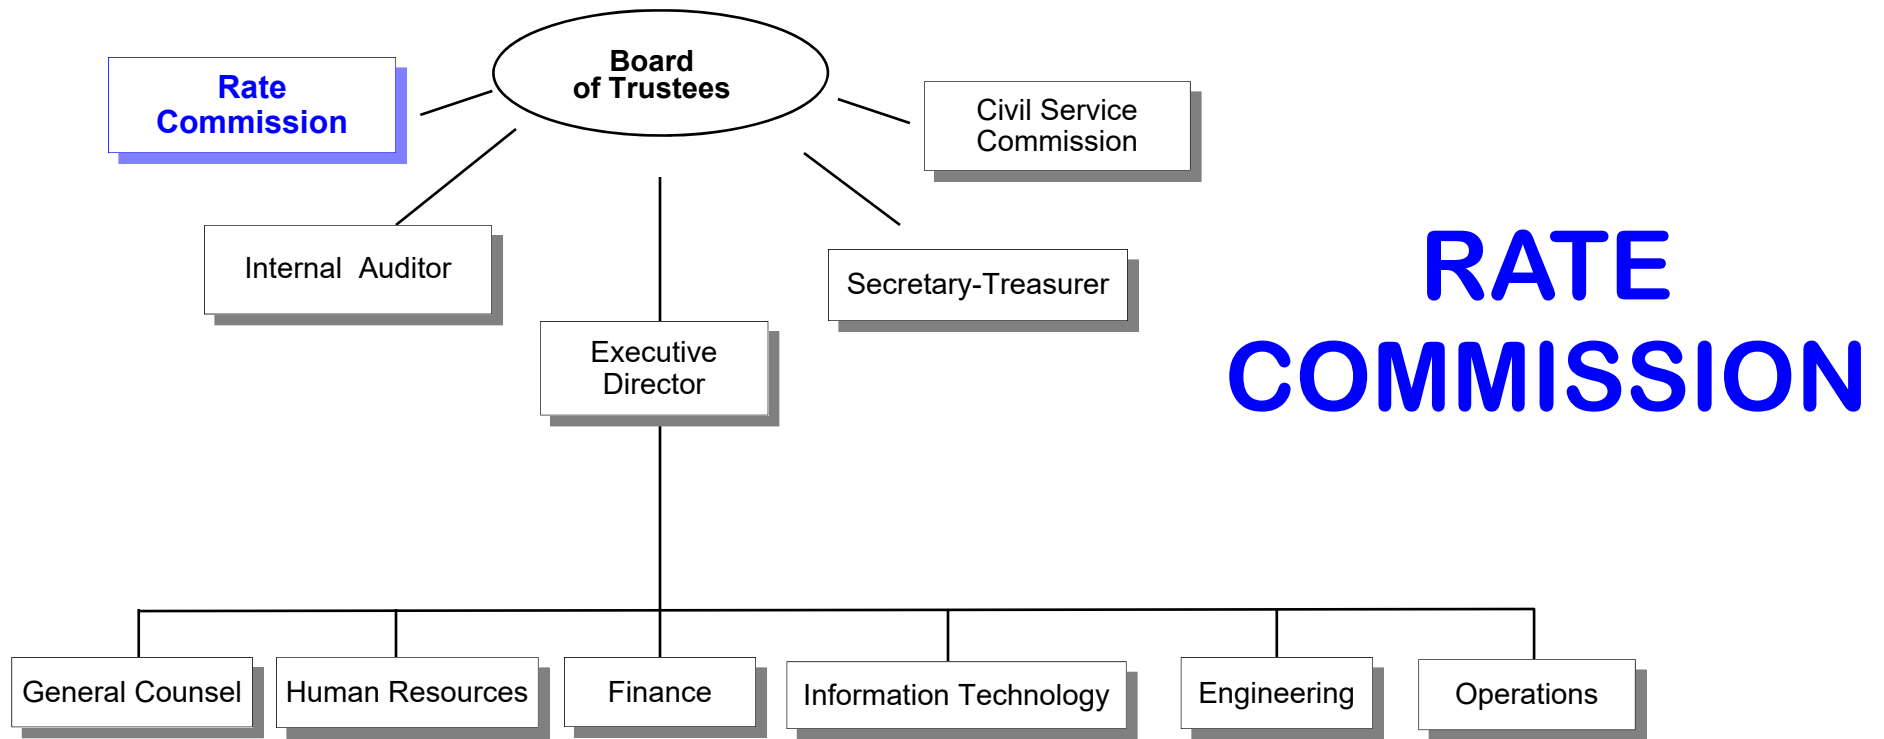 Board
of Trustees
Rate
Commission
Civil Service
Commission
Internal Auditor
Secretary-Treasurer
Executive
Director
RATE
COMMISSION
General Counsel
Human Resources
Finance
Information Technology
Engineering
Operations